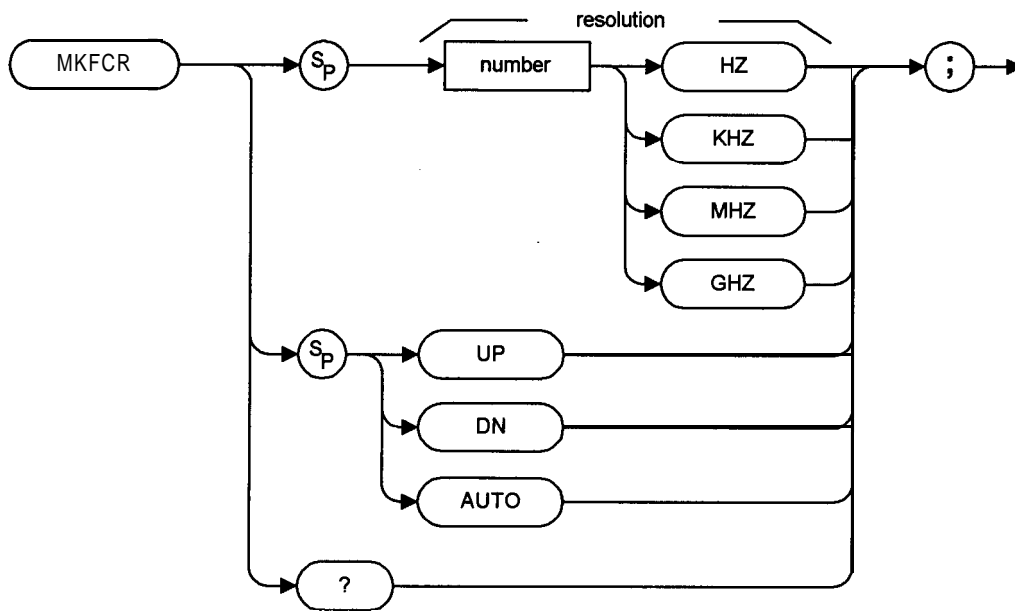 resolution
MKFCR
SP
number
HZ
;
KHZ
MHZ
GHZ
SP
UP
DN
AUTO
?